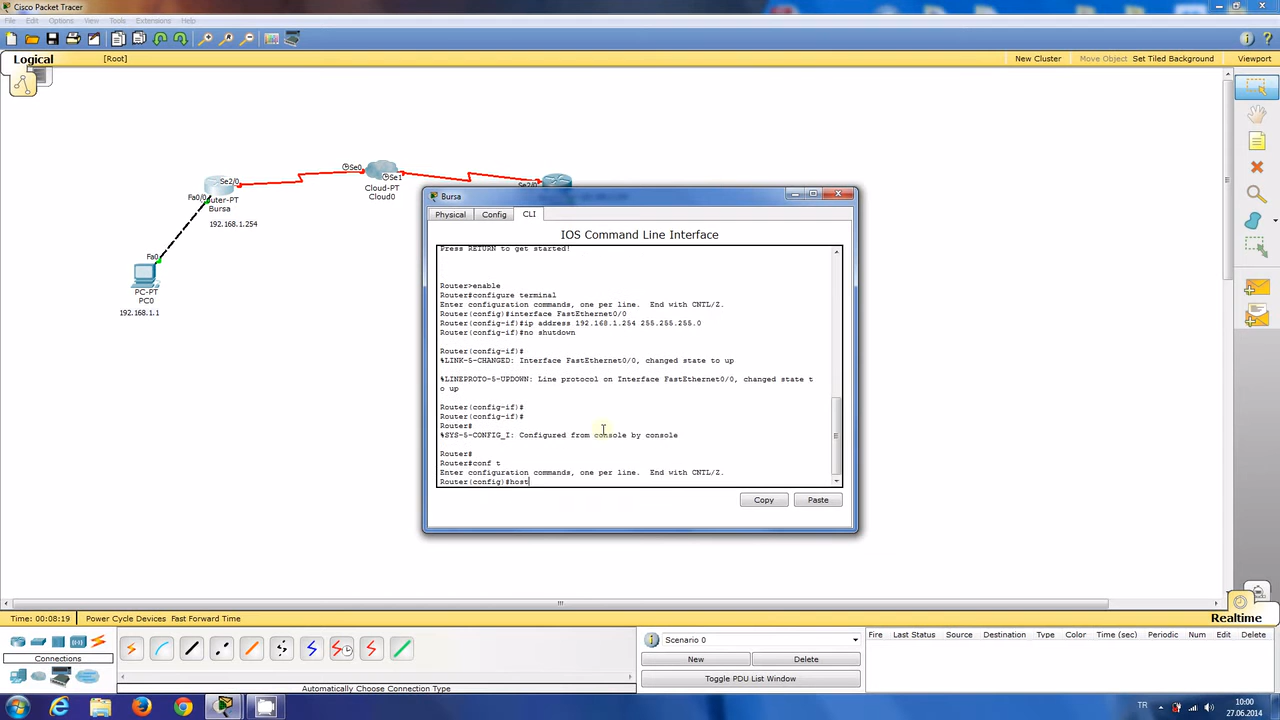 Cisco Packet Tracer
File Edit Options View Tools Extensions Help
Logical [Root] New Cluster Move Object Set Tiled Background Viewport
Se0
Se1
Cloud-PT
Cloud0
Se2/0
Fa0/0
outer-PT
Bursa
192.168.1.254
Se2/0
Fa0
PC-PT
PC0
192.168.1.1
Bursa
Physical Config CLI
IOS Command Line Interface
Press RETURN to get started!
Router>enable
Router#configure terminal
Enter configuration commands, one per line. End with CNTL/Z.
Router(config)#interface FastEthernet0/0
Router(config-if)#ip address 192.168.1.254 255.255.255.0
Router(config-if)#no shutdown
Router(config-if)#
%LINK-5-CHANGED: Interface FastEthernet0/0, changed state to up
%LINEPROTO-5-UPDOWN: Line protocol on Interface FastEthernet0/0, changed state t
o up
Router(config-if)#
Router(config-if)#
Router#
%SYS-5-CONFIG_I: Configured from console by console
Router#
Router#conf t
Enter configuration commands, one per line. End with CNTL/Z.
Router(config)#host
Copy Paste
Time: 00:08:19 Power Cycle Devices Fast Forward Time
Realtime
Connections
Automatically Choose Connection Type
Scenario 0
New Delete
Toggle PDU List Window
Fire Last Status Source Destination Type Color Time (sec) Periodic Num Edit Delete
TR
10:00
27.06.2014